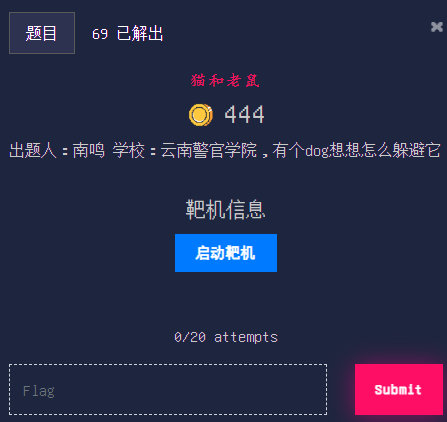 题目 69 已解出
猫和老鼠
444
出题人：南鸣 学校：云南警官学院，有个dog想想怎么躲避它
靶机信息
启动靶机
0/20 attempts
Flag Submit